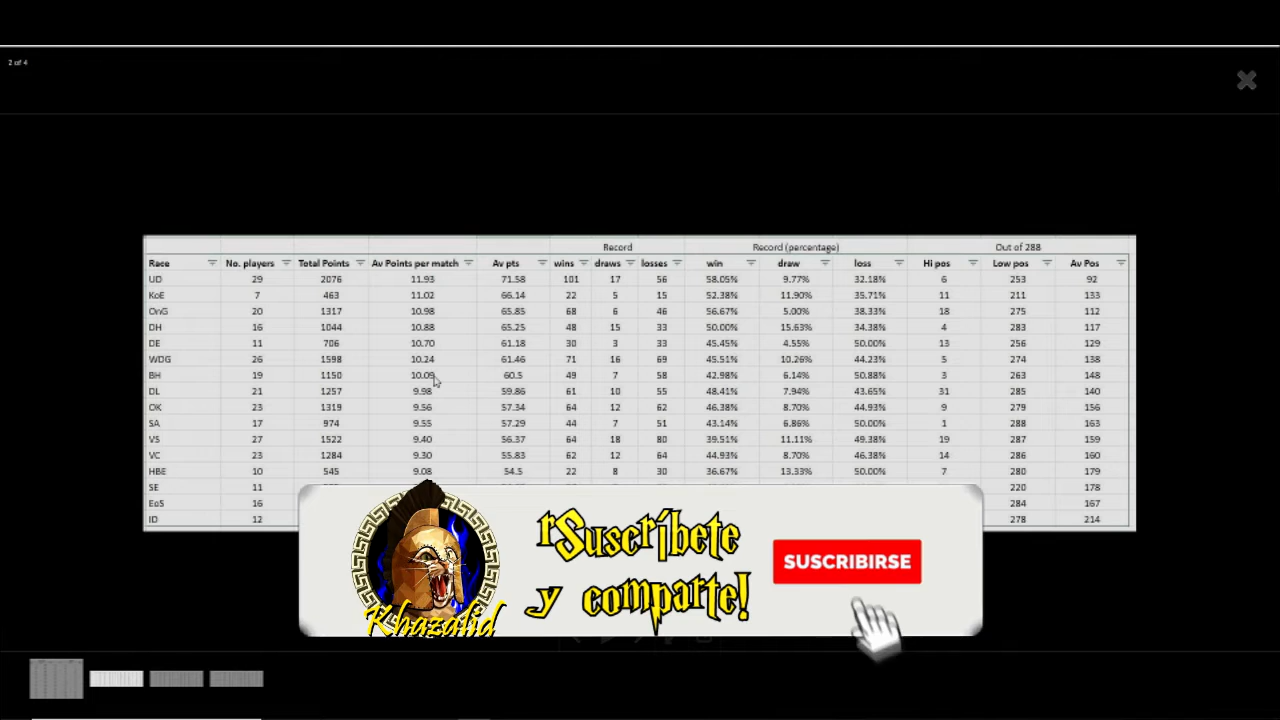 2 of 4
Record Record (percentage) Out of 288
Race No. players Total Points Av Points per match Av pts wins draws losses win draw loss Hi pos Low pos Av Pos
UD 29 2076 11.93 71.58 101 17 56 58.05% 9.77% 32.18% 6 253 92
KoE 7 463 11.02 66.14 22 5 15 52.38% 11.90% 35.71% 11 211 133
OnG 20 1317 10.98 65.85 68 6 46 56.67% 5.00% 38.33% 18 275 112
DH 16 1044 10.88 65.25 48 15 33 50.00% 15.63% 34.38% 4 283 117
DE 11 706 10.70 61.18 30 3 33 45.45% 4.55% 50.00% 13 256 129
WDG 26 1598 10.24 61.46 71 16 69 45.51% 10.26% 44.23% 5 274 138
BH 19 1150 10.09 60.5 49 7 58 42.98% 6.14% 50.88% 3 263 148
DL 21 1257 9.98 59.86 61 10 55 48.41% 7.94% 43.65% 31 285 140
OK 23 1319 9.56 57.34 64 12 62 46.38% 8.70% 44.93% 9 279 156
SA 17 974 9.55 57.29 44 7 51 43.14% 6.86% 50.00% 1 288 163
VS 27 1522 9.40 56.37 64 18 80 39.51% 11.11% 49.38% 19 287 159
VC 23 1284 9.30 55.83 62 12 64 44.93% 8.70% 46.38% 14 286 160
HBE 10 545 9.08 54.5 22 8 30 36.67% 13.33% 50.00% 7 280 179
SE 11 220 178
EoS 16 284 167
ID 12 278 214
rSuscríbete
y comparte!
SUSCRIBIRSE
Khazalid